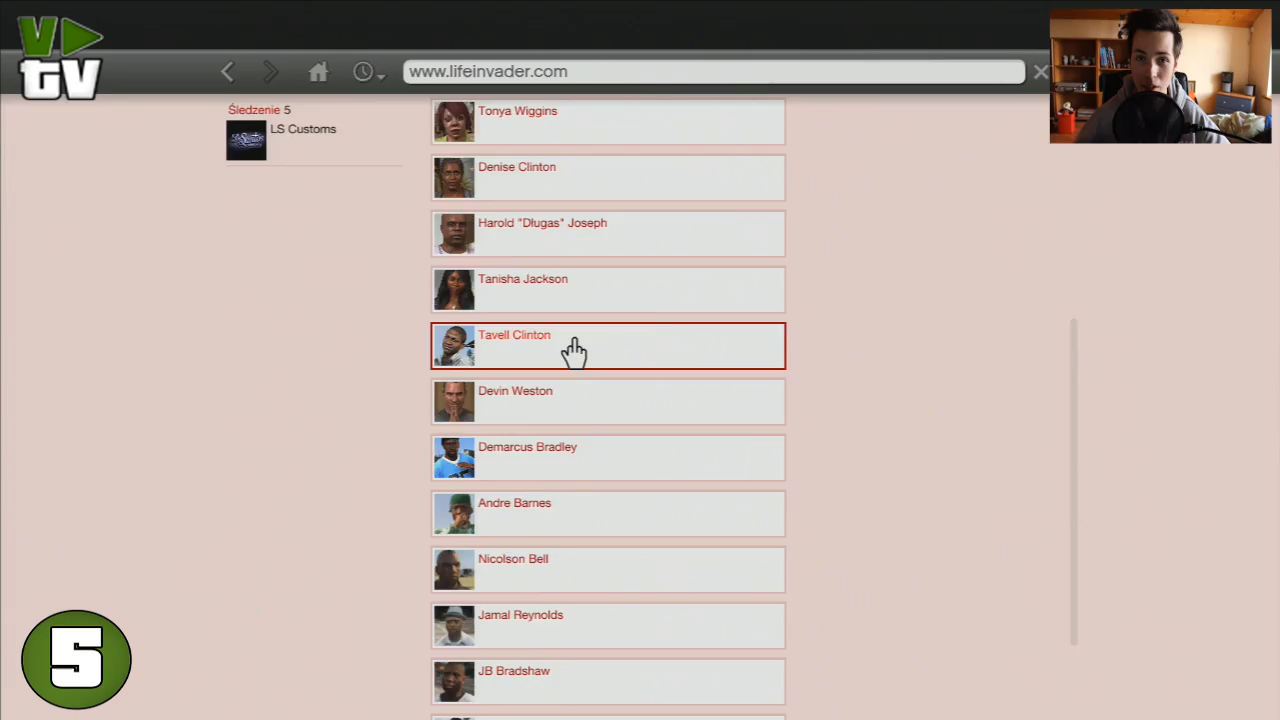 V
TV
www.lifeinvader.com
Śledzenie 5
LS Customs
Tonya Wiggins
Denise Clinton
Harold "Długas" Joseph
Tanisha Jackson
Tavell Clinton
Devin Weston
Demarcus Bradley
Andre Barnes
Nicolson Bell
Jamal Reynolds
JB Bradshaw
5